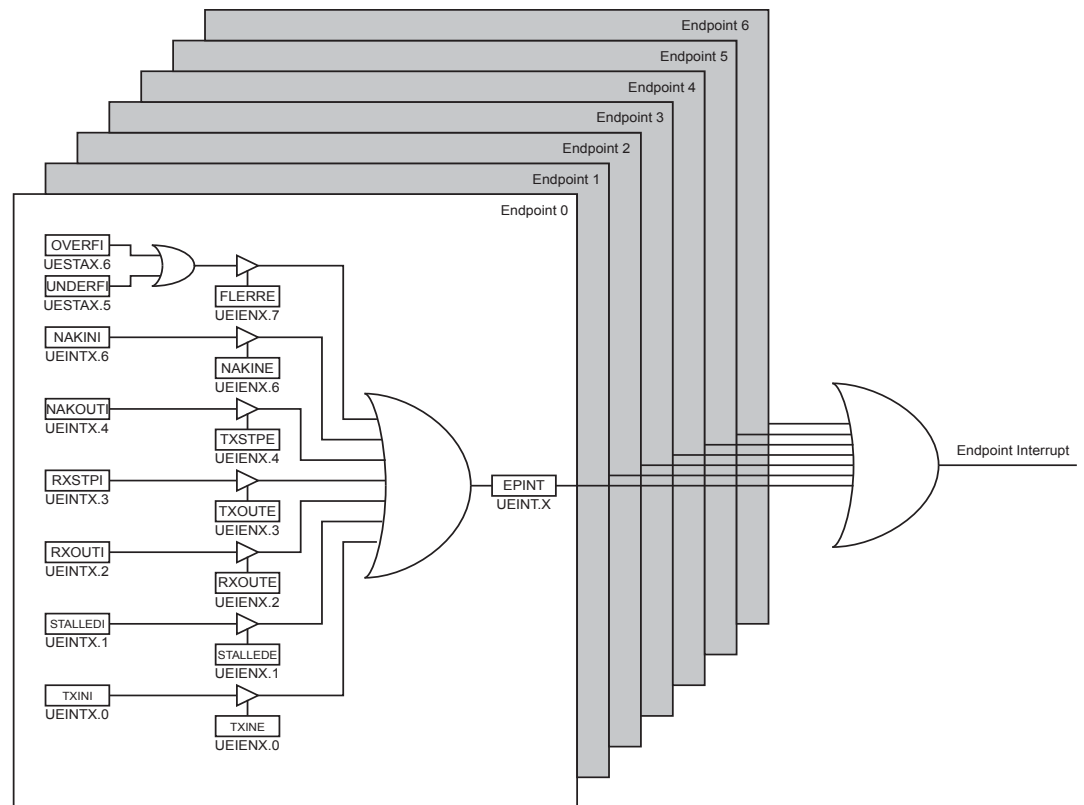 Endpoint 6
Endpoint 5
Endpoint 4
Endpoint 3
Endpoint 2
Endpoint 1
Endpoint 0
OVERFI
UESTAX.6
UNDERFI
UESTAX.5
FLERRE
UEIENX.7
NAKINI
UEINTX.6
NAKINE
UEIENX.6
NAKOUTI
UEINTX.4
TXSTPE
UEIENX.4
RXSTPI
UEINTX.3
TXOUTE
UEIENX.3
RXOUTI
UEINTX.2
RXOUTE
UEIENX.2
STALLEDI
UEINTX.1
STALLEDE
UEIENX.1
TXINI
UEINTX.0
TXINE
UEIENX.0
EPINT
UEINT.X
Endpoint Interrupt